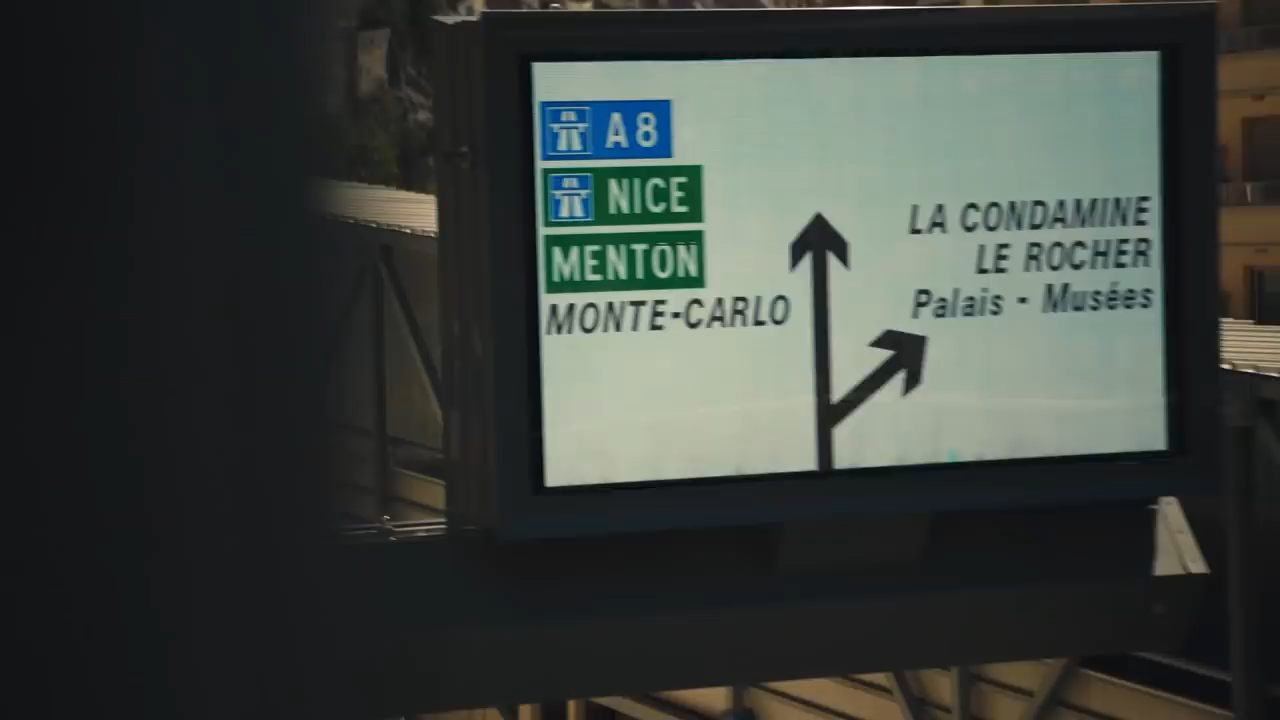 A8
NICE
MENTON
MONTE-CARLO
LA CONDAMINE
LE ROCHER
Palais - Musées